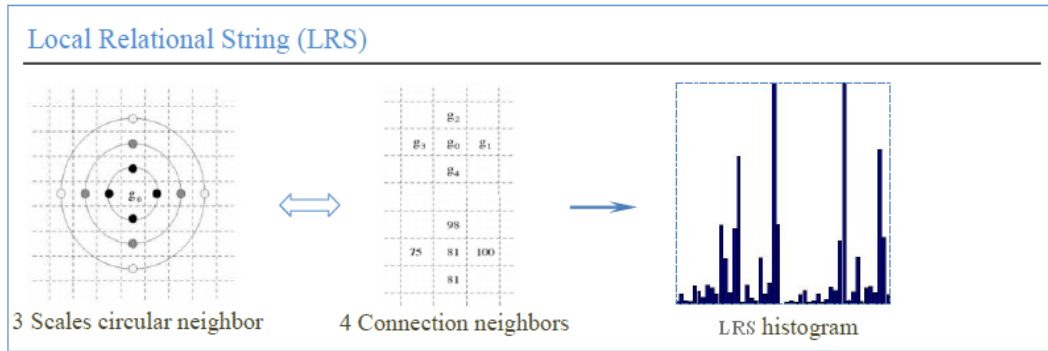 Local Relational String (LRS)
g₀
g₂
g₃ g₀ g₁
g₄
98
75 81 100
81
3 Scales circular neighbor
4 Connection neighbors
LRS histogram